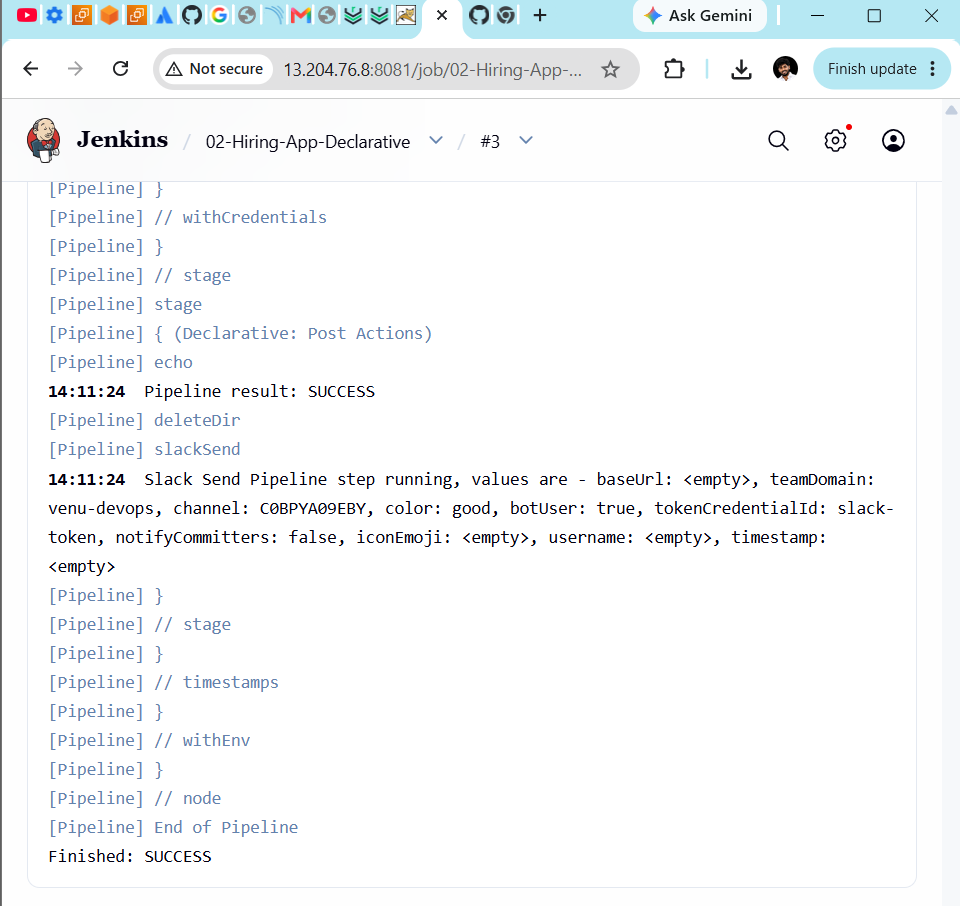 Ask Gemini
Not secure
13.204.76.8:8081/job/02-Hiring-App-...
Finish update
Jenkins / 02-Hiring-App-Declarative / #3
[Pipeline] }
[Pipeline] // withCredentials
[Pipeline] }
[Pipeline] // stage
[Pipeline] stage
[Pipeline] { (Declarative: Post Actions)
[Pipeline] echo
14:11:24  Pipeline result: SUCCESS
[Pipeline] deleteDir
[Pipeline] slackSend
14:11:24  Slack Send Pipeline step running, values are - baseUrl: <empty>, teamDomain:
venu-devops, channel: C0BPYA09EBY, color: good, botUser: true, tokenCredentialId: slack-
token, notifyCommitters: false, iconEmoji: <empty>, username: <empty>, timestamp:
<empty>
[Pipeline] }
[Pipeline] // stage
[Pipeline] }
[Pipeline] // timestamps
[Pipeline] }
[Pipeline] // withEnv
[Pipeline] }
[Pipeline] // node
[Pipeline] End of Pipeline
Finished: SUCCESS